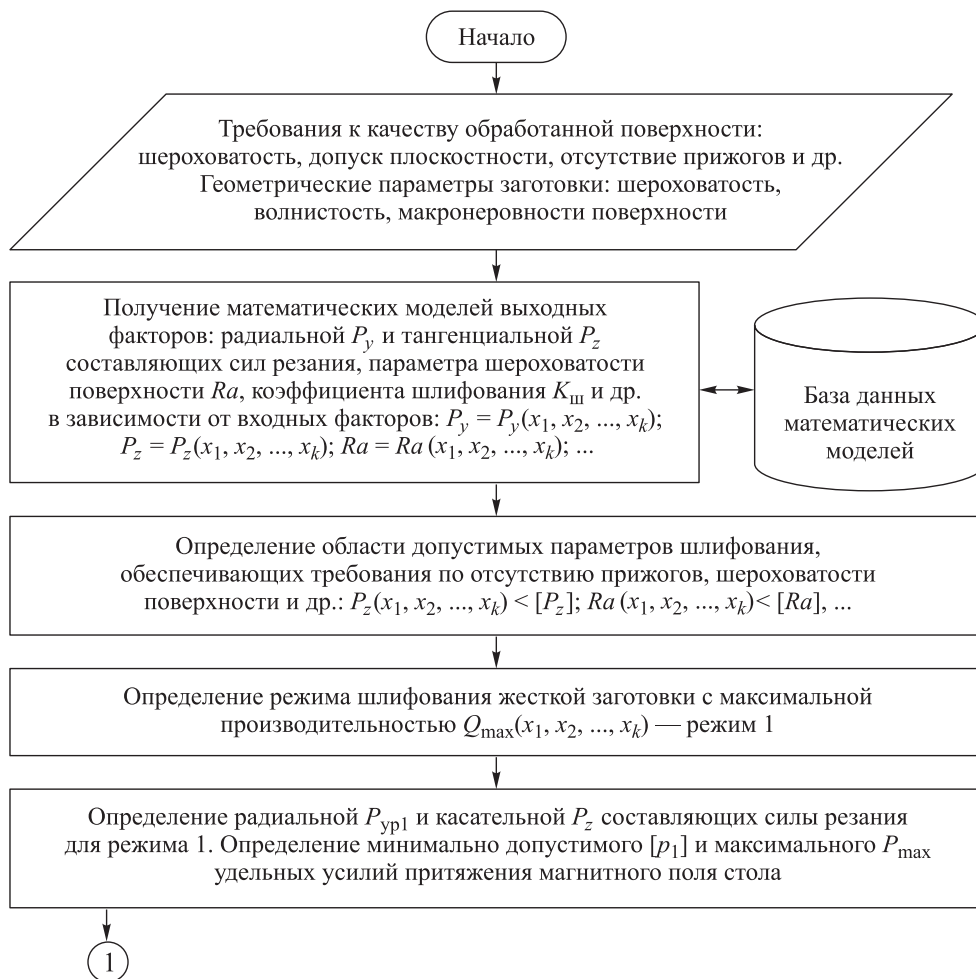 Начало
Требования к качеству обработанной поверхности:
шероховатость, допуск плоскостности, отсутствие прижогов и др.
Геометрические параметры заготовки: шероховатость,
волнистость, макронеровности поверхности
Получение математических моделей выходных
факторов: радиальной P_y и тангенциальной P_z
составляющих сил резания, параметра шероховатости
поверхности Ra, коэффициента шлифования K_ш и др.
в зависимости от входных факторов: P_y = P_y(x_1, x_2, ..., x_k);
P_z = P_z(x_1, x_2, ..., x_k); Ra = Ra (x_1, x_2, ..., x_k); ...
База данных
математических
моделей
Определение области допустимых параметров шлифования,
обеспечивающих требования по отсутствию прижогов, шероховатости
поверхности и др.: P_z(x_1, x_2, ..., x_k) < [P_z]; Ra (x_1, x_2, ..., x_k)< [Ra], ...
Определение режима шлифования жесткой заготовки с максимальной
производительностью Q_max(x_1, x_2, ..., x_k) — режим 1
Определение радиальной P_ур1 и касательной P_z составляющих силы резания
для режима 1. Определение минимально допустимого [p_1] и максимального P_max
удельных усилий притяжения магнитного поля стола
1